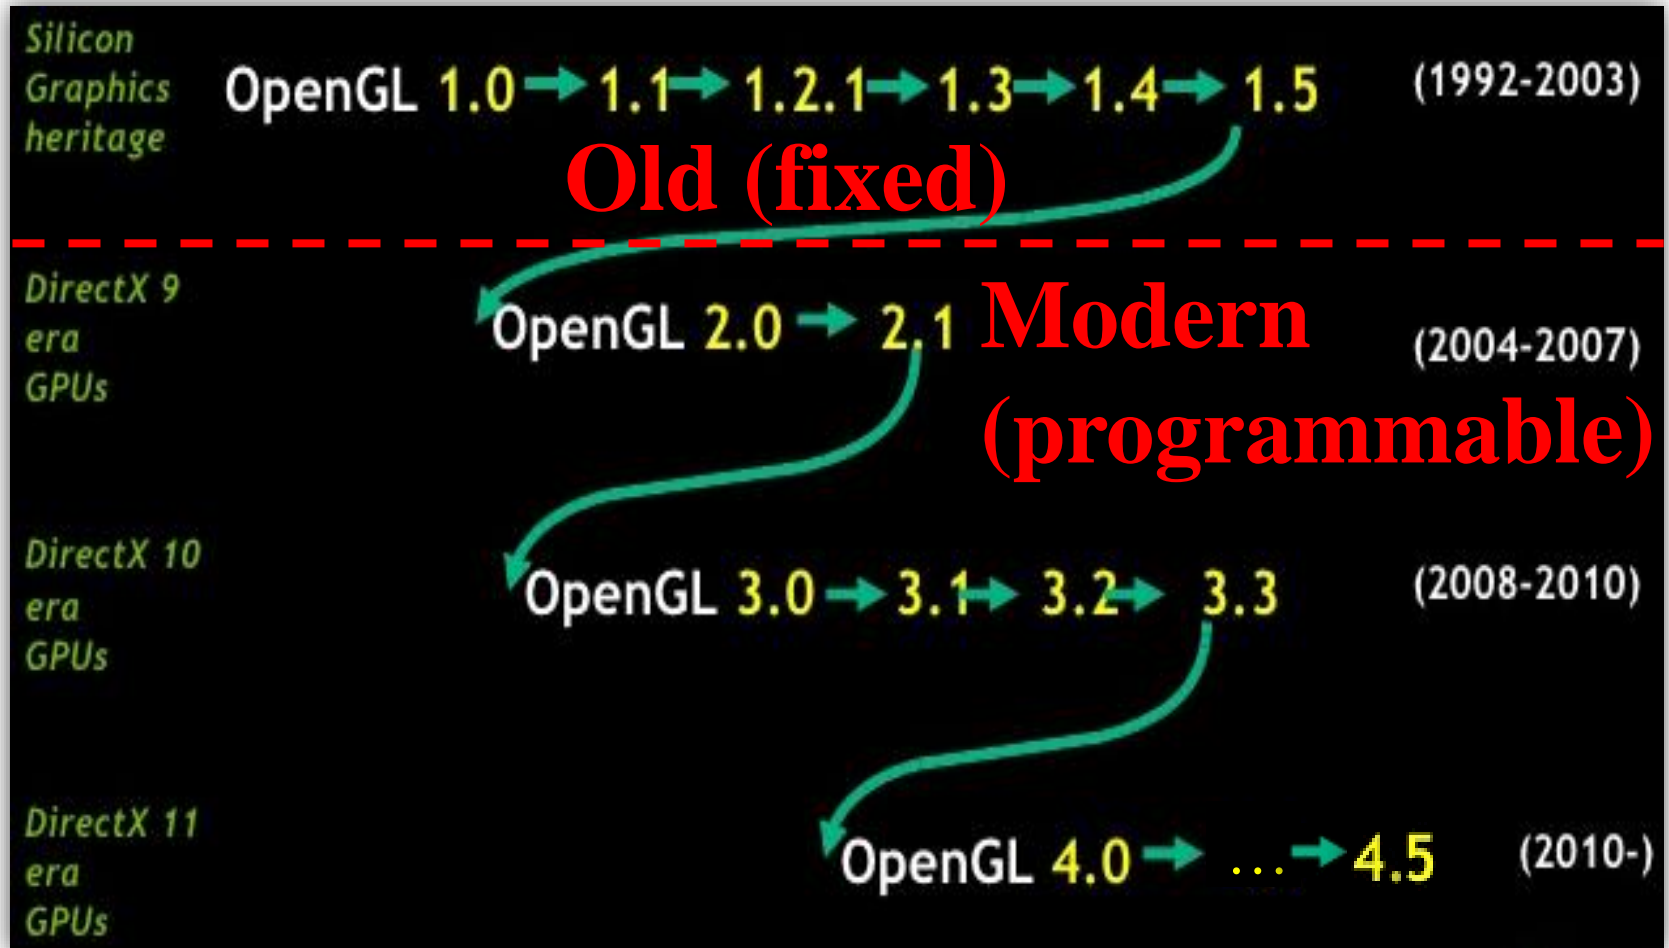 Silicon
Graphics
heritage
OpenGL 1.0 → 1.1 → 1.2.1 → 1.3 → 1.4 → 1.5 (1992-2003)
Old (fixed)
DirectX 9
era
GPUs
OpenGL 2.0 → 2.1 (2004-2007)
Modern
(programmable)
DirectX 10
era
GPUs
OpenGL 3.0 → 3.1 → 3.2 → 3.3 (2008-2010)
DirectX 11
era
GPUs
OpenGL 4.0 → ... → 4.5 (2010-)